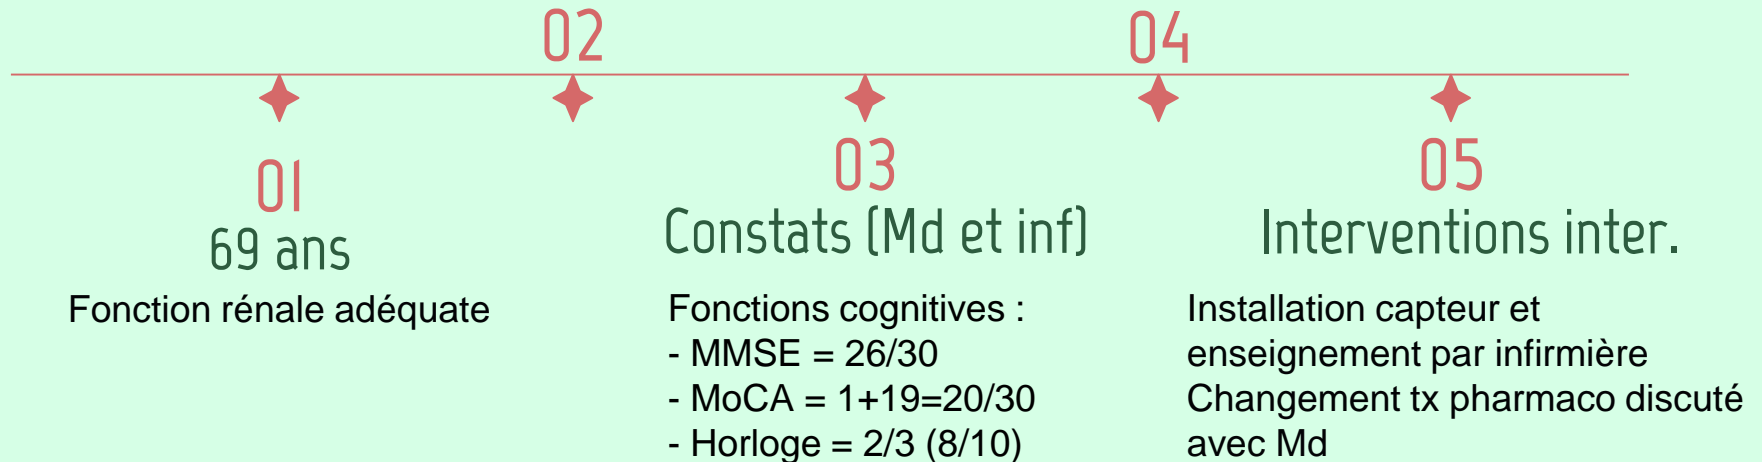 02
04
01
69 ans
Fonction rénale adéquate
03
Constats (Md et inf)
Fonctions cognitives :
- MMSE = 26/30
- MoCA = 1+19=20/30
- Horloge = 2/3 (8/10)
05
Interventions inter.
Installation capteur et
enseignement par infirmière
Changement tx pharmaco discuté
avec Md